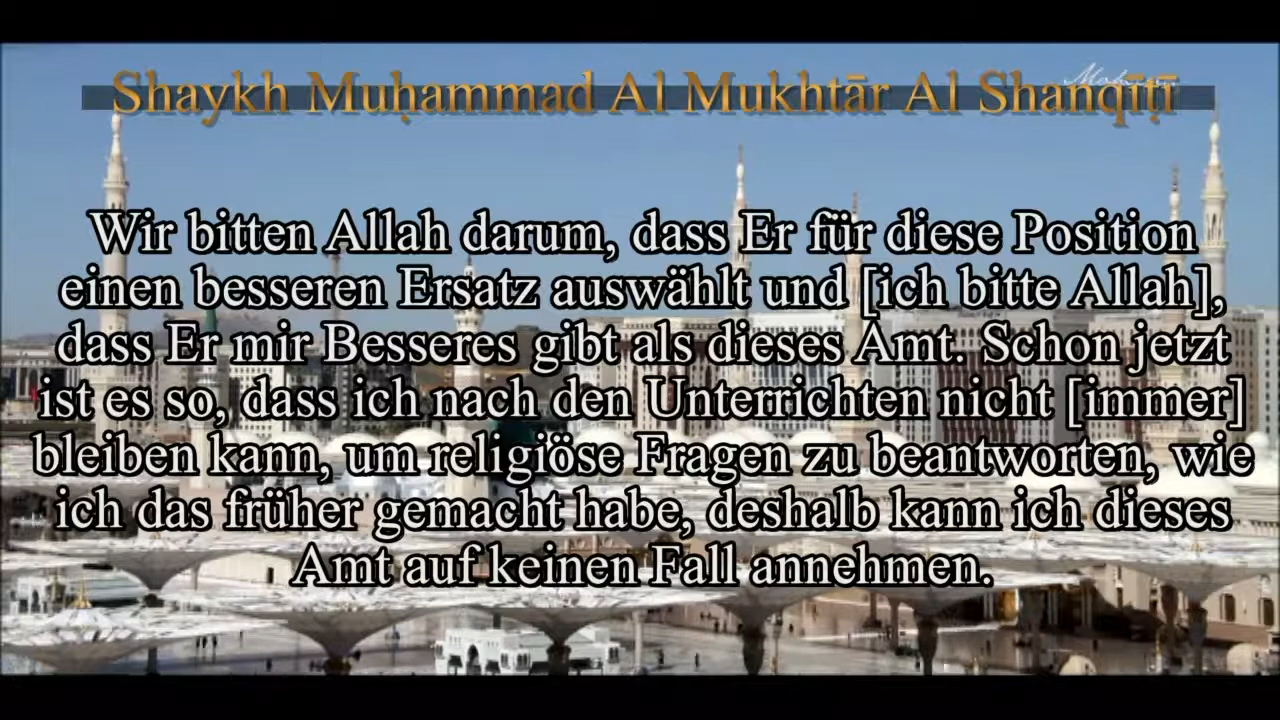 Shaykh Muḥammad Al Mukhtār Al Shanqīṭī
Wir bitten Allah darum, dass Er für diese Position
einen besseren Ersatz auswählt und [ich bitte Allah],
dass Er mir Besseres gibt als dieses Amt. Schon jetzt
ist es so, dass ich nach den Unterrichten nicht [immer]
bleiben kann, um religiöse Fragen zu beantworten, wie
ich das früher gemacht habe, deshalb kann ich dieses
Amt auf keinen Fall annehmen.